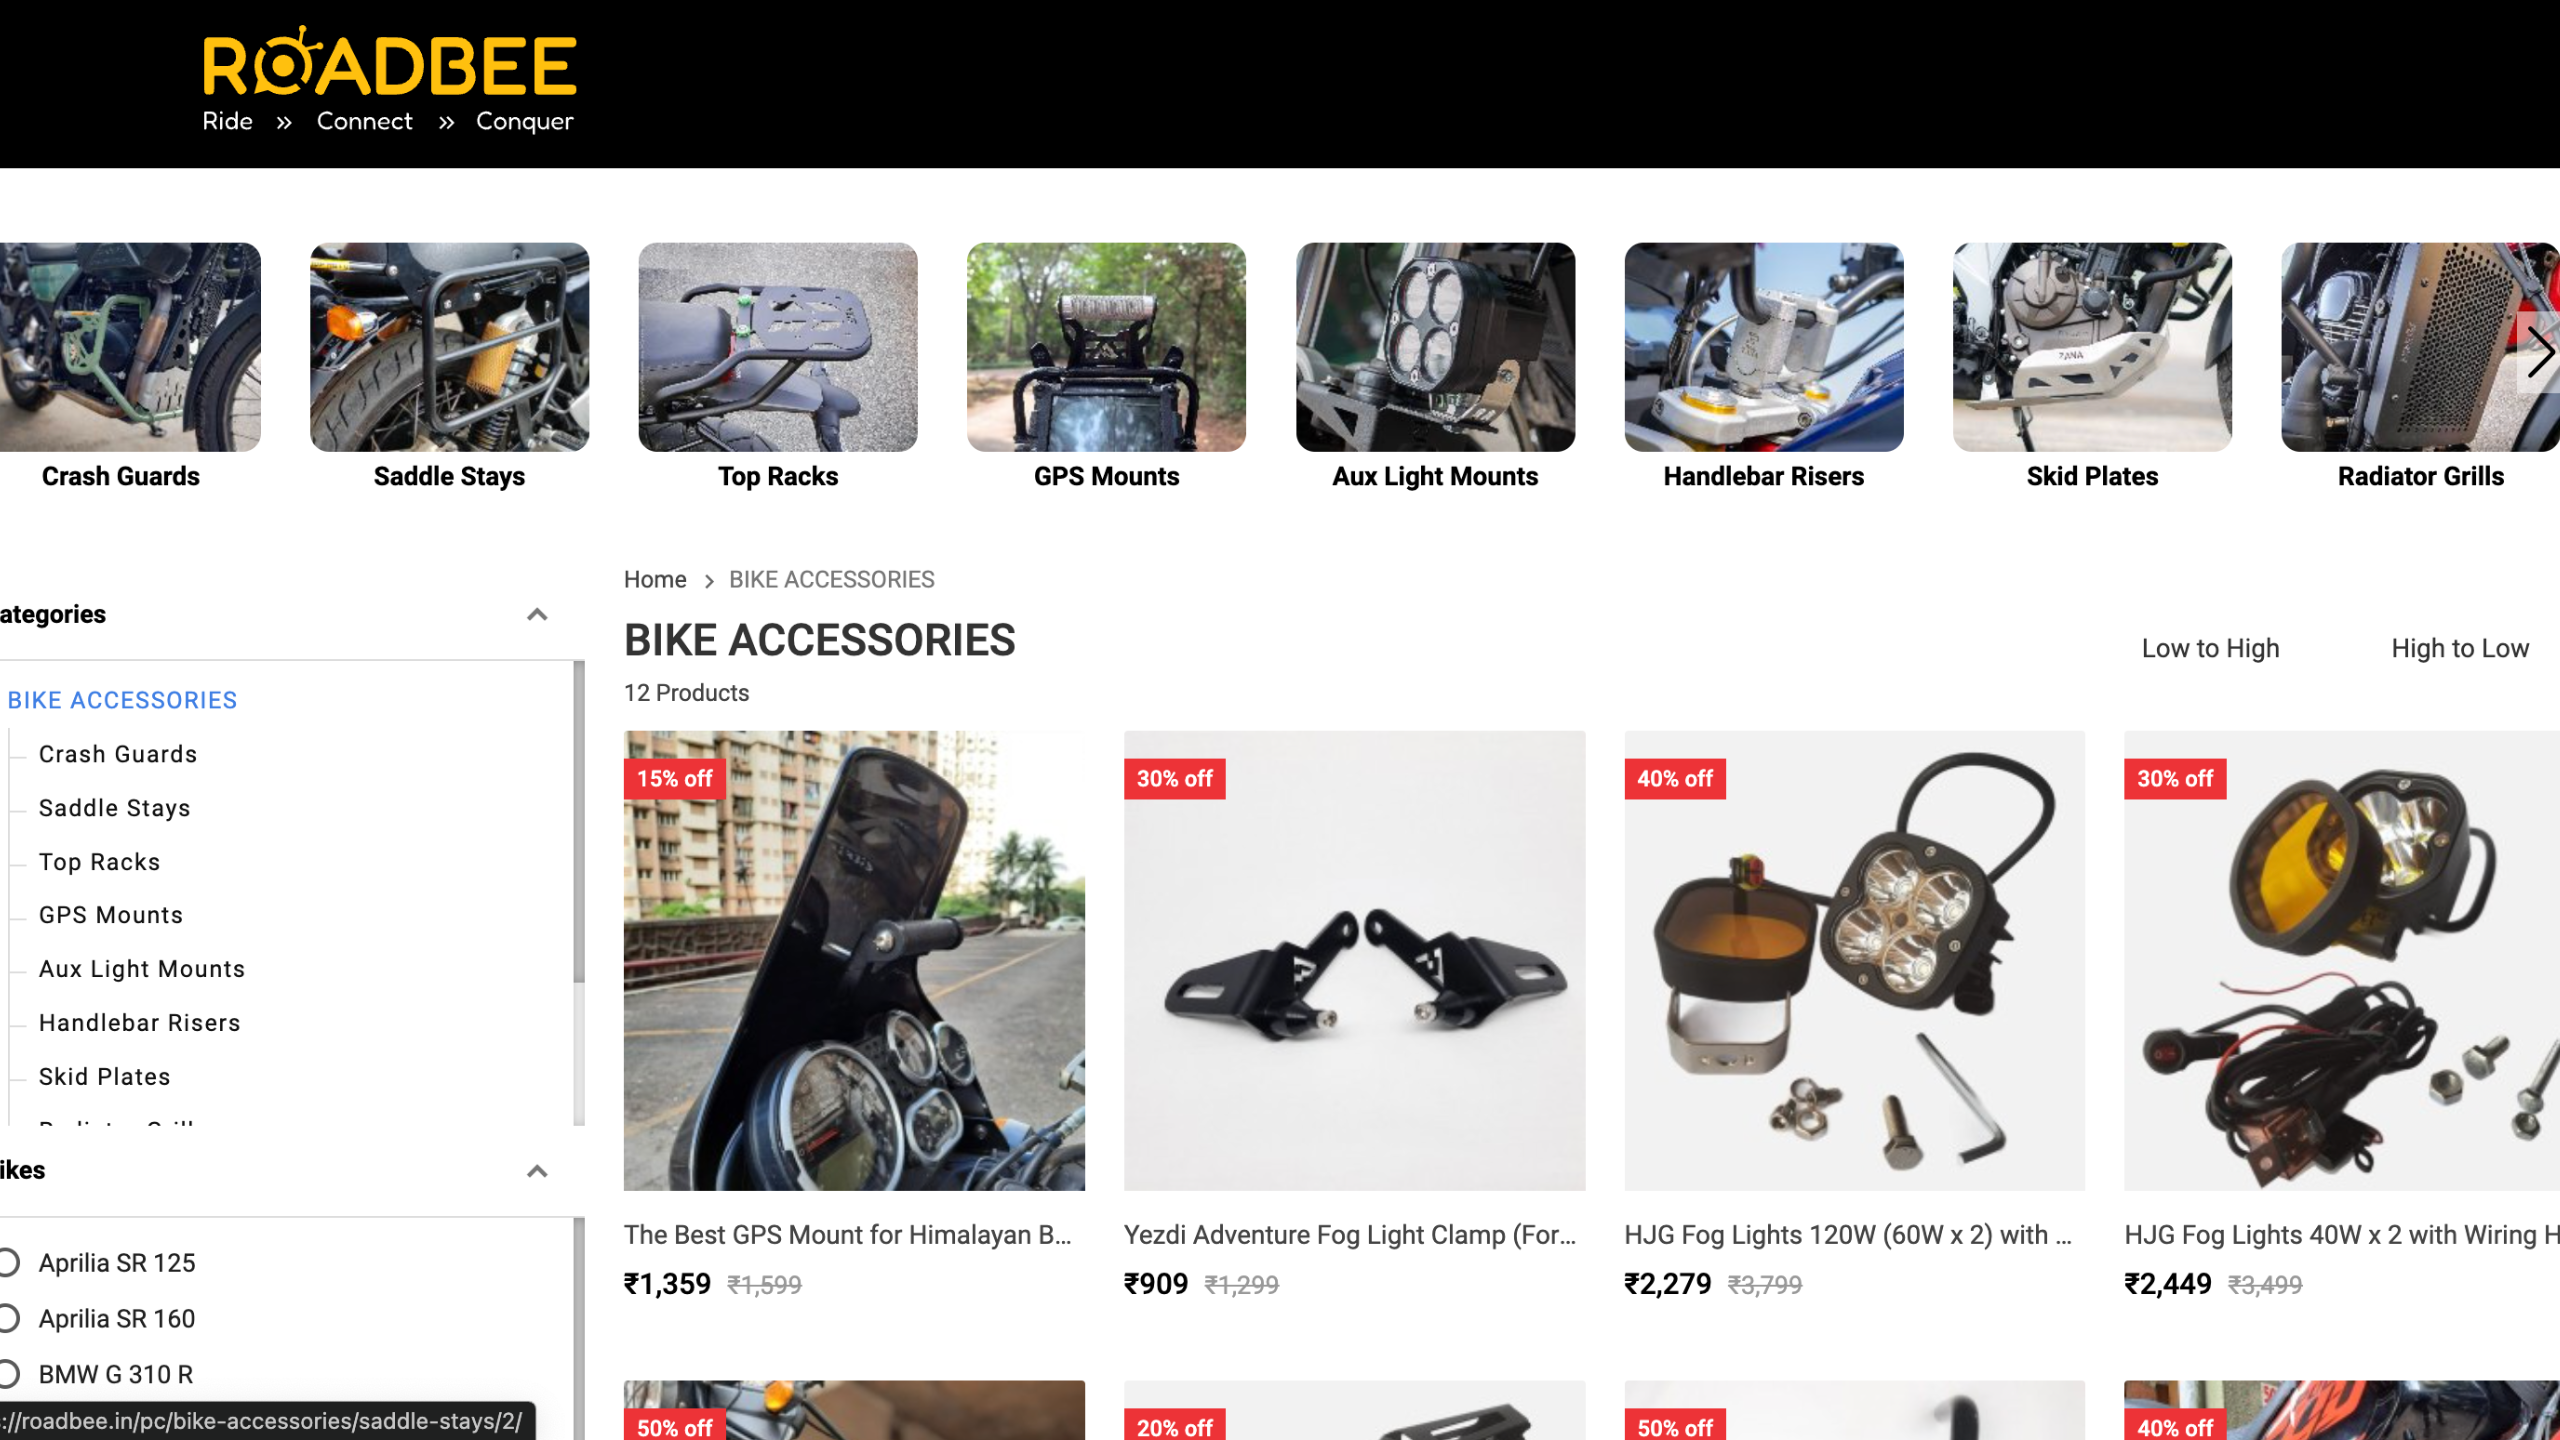 ROADBEE
Ride » Connect » Conquer
Crash Guards
Saddle Stays
Top Racks
GPS Mounts
Aux Light Mounts
Handlebar Risers
Skid Plates
Radiator Grills
Home > BIKE ACCESSORIES
ategories
BIKE ACCESSORIES
Low to High
High to Low
12 Products
BIKE ACCESSORIES
Crash Guards
Saddle Stays
Top Racks
GPS Mounts
Aux Light Mounts
Handlebar Risers
Skid Plates
ikes
Aprilia SR 125
Aprilia SR 160
BMW G 310 R
://roadbee.in/pc/bike-accessories/saddle-stays/2/
15% off
The Best GPS Mount for Himalayan B...
₹1,359 ₹1,599
30% off
Yezdi Adventure Fog Light Clamp (For...
₹909 ₹1,299
40% off
HJG Fog Lights 120W (60W x 2) with ...
₹2,279 ₹3,799
30% off
HJG Fog Lights 40W x 2 with Wiring H
₹2,449 ₹3,499
50% off
20% off
50% off
40% off
ZANA